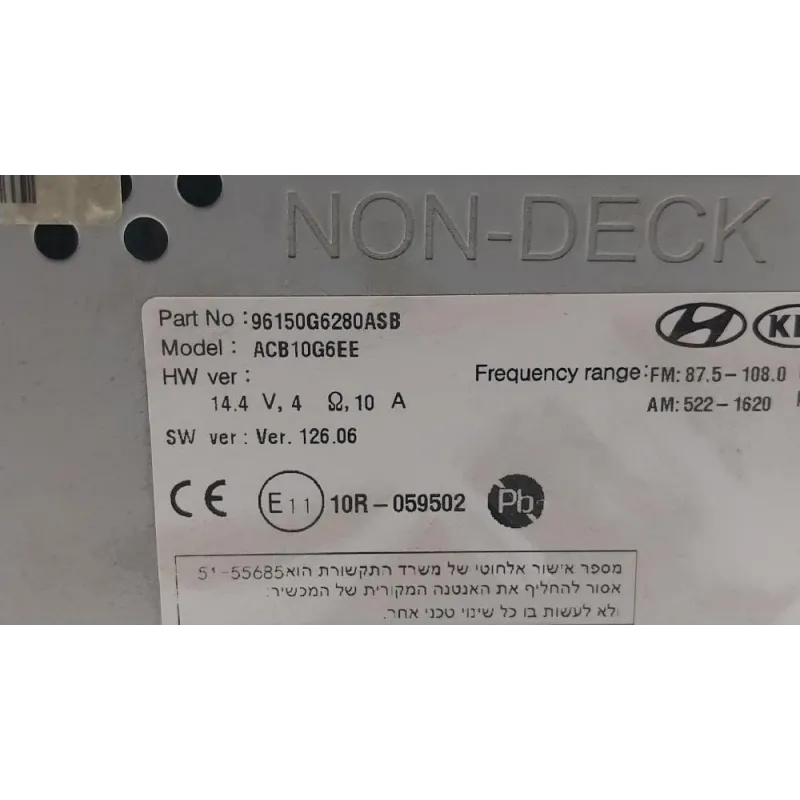 NON-DECK
Part No : 96150G6280ASB
Model : ACB10G6EE
HW ver :
Frequency range: FM: 87.5-108.0
14.4 V, 4 Ω, 10 A
AM: 522-1620
SW ver : Ver. 126.06
CE E11 10R-059502 Pb
מספר אישור אלחוטי של משרד התקשורת הוא 51-55685
אסור להחליף את האנטנה המקורית של המכשיר
ולא לעשות בו כל שינוי טכני אחר.